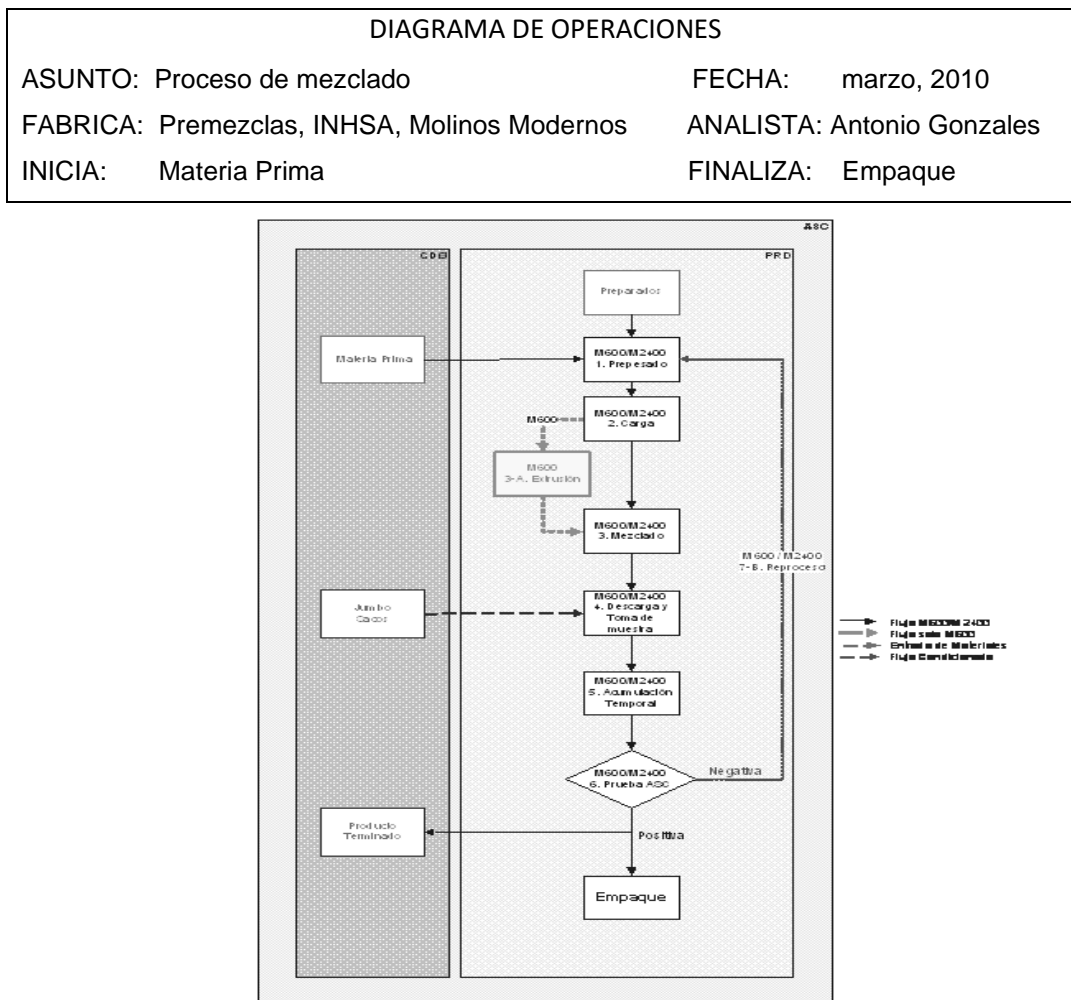 DIAGRAMA DE OPERACIONES
ASUNTO: Proceso de mezclado FECHA: marzo, 2010
FABRICA: Premezclas, INHSA, Molinos Modernos ANALISTA: Antonio Gonzales
INICIA: Materia Prima FINALIZA: Empaque
ASC
PRD
Preparados
Materia Prima
M600/M2400
1. Prepesado
M600/M2400
2. Carga
M600
M600
3-A. Extrusión
M600/M2400
3. Mezclado
M600 / M2400
7-B. Reproceso
Jumbo
M600/M2400
4. Descarga y
Toma de
muestra
Flujo M600/M2400
Flujo solo M600
Entrada de Materiales
Flujo Condicionado
M600/M2400
5. Acumulación
Temporal
M600/M2400
6. Prueba ASC
Negativa
Producto
Terminado
Positiva
Empaque